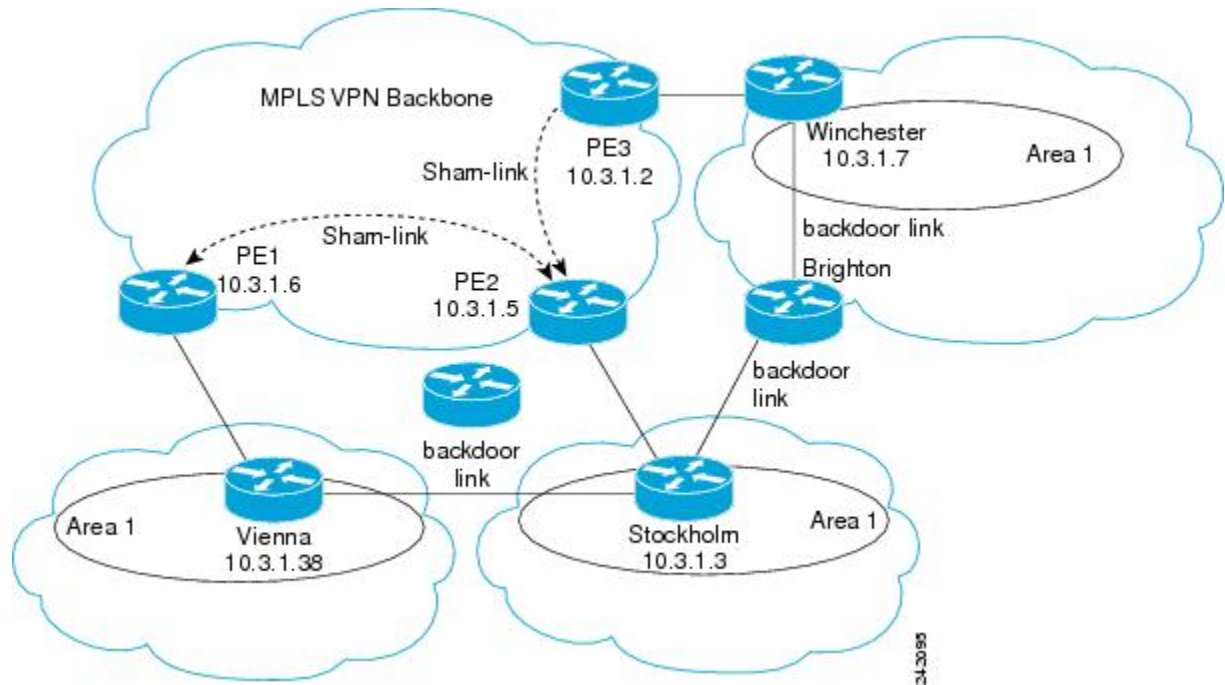 MPLS VPN Backbone
PE3
10.3.1.2
Winchester
10.3.1.7
Area 1
Sham-link
Sham-link
backdoor link
PE1
10.3.1.6
PE2
10.3.1.5
Brighton
backdoor
link
backdoor
link
Area 1
Vienna
10.3.1.38
Stockholm
10.3.1.3
Area 1
243095